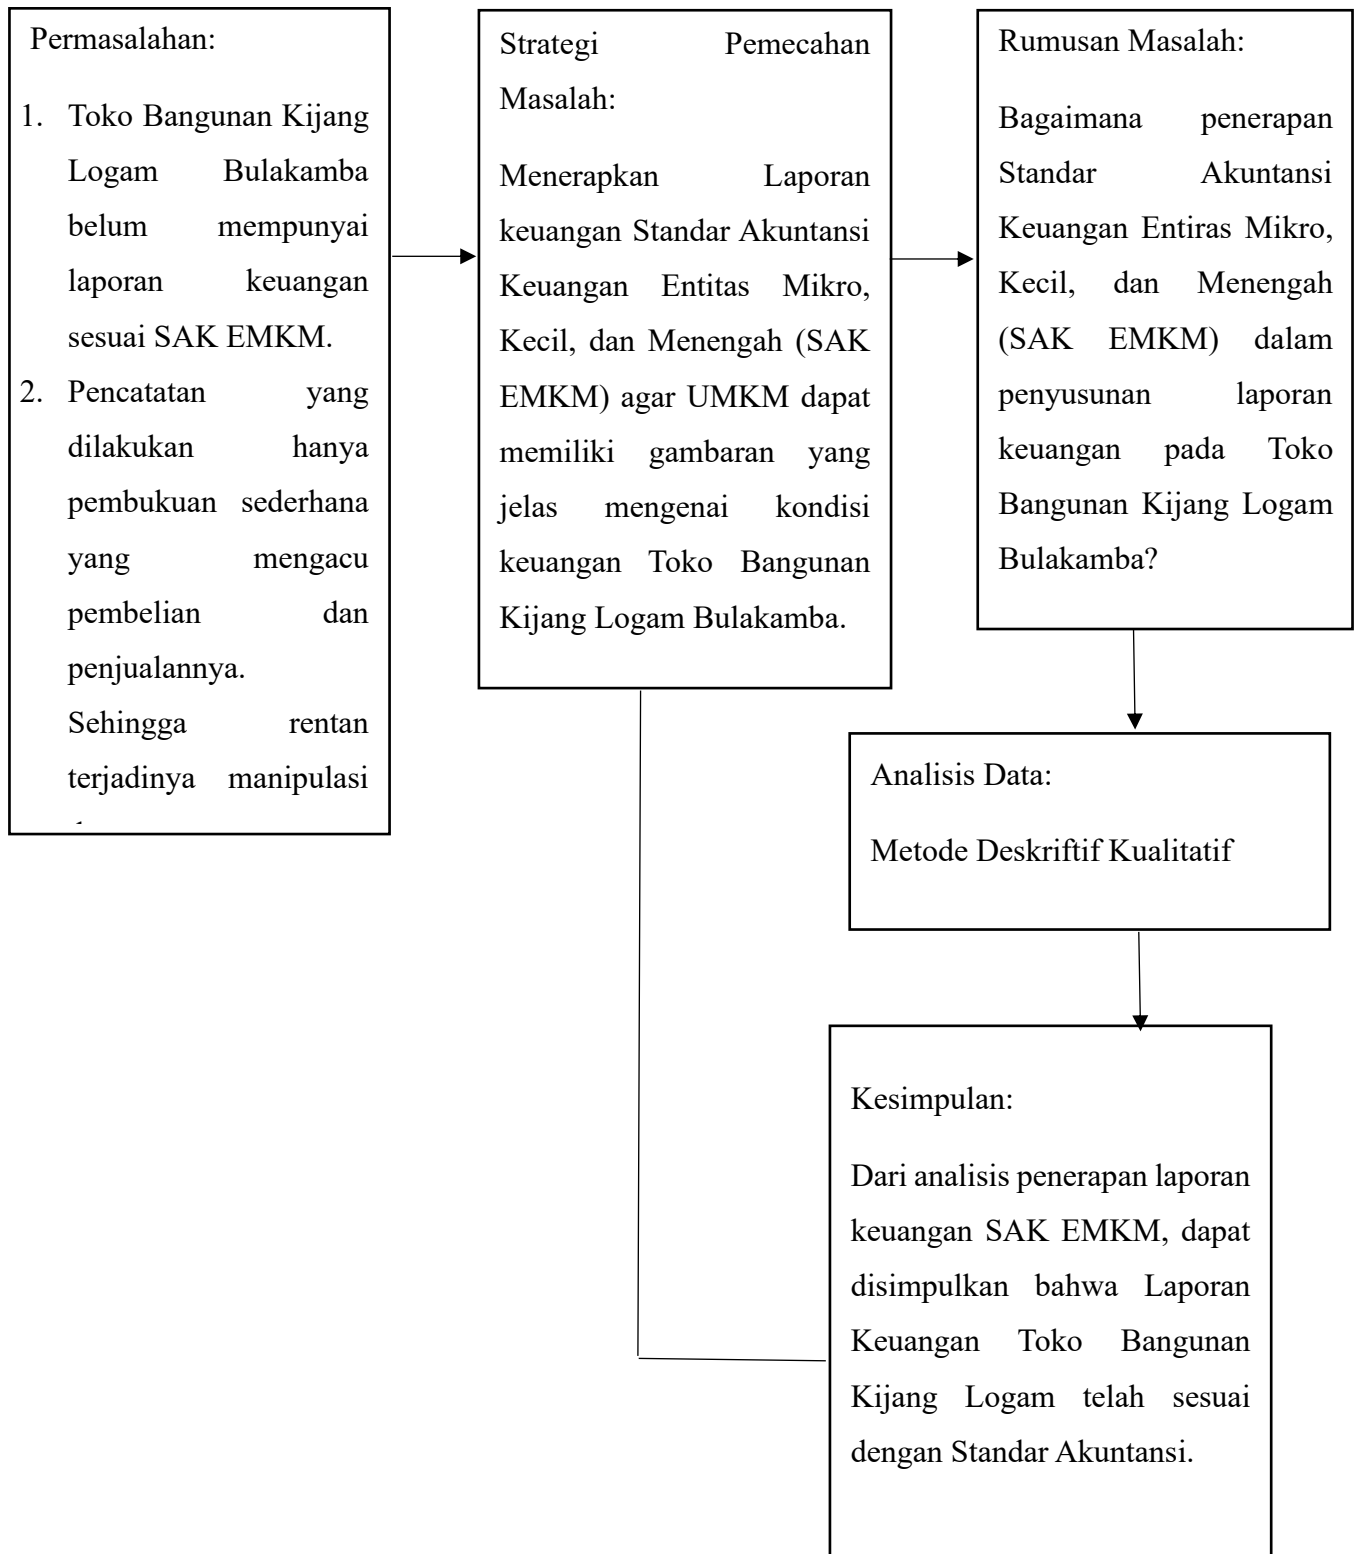 Permasalahan:
1. Toko Bangunan Kijang
Logam Bulakamba
belum mempunyai
laporan keuangan
sesuai SAK EMKM.
2. Pencatatan yang
dilakukan hanya
pembukuan sederhana
yang mengacu
pembelian dan
penjualannya.
Sehingga rentan
terjadinya manipulasi
Strategi Pemecahan
Masalah:
Menerapkan Laporan
keuangan Standar Akuntansi
Keuangan Entitas Mikro,
Kecil, dan Menengah (SAK
EMKM) agar UMKM dapat
memiliki gambaran yang
jelas mengenai kondisi
keuangan Toko Bangunan
Kijang Logam Bulakamba.
Rumusan Masalah:
Bagaimana penerapan
Standar Akuntansi
Keuangan Entiras Mikro,
Kecil, dan Menengah
(SAK EMKM) dalam
penyusunan laporan
keuangan pada Toko
Bangunan Kijang Logam
Bulakamba?
Analisis Data:
Metode Deskriftif Kualitatif
Kesimpulan:
Dari analisis penerapan laporan
keuangan SAK EMKM, dapat
disimpulkan bahwa Laporan
Keuangan Toko Bangunan
Kijang Logam telah sesuai
dengan Standar Akuntansi.